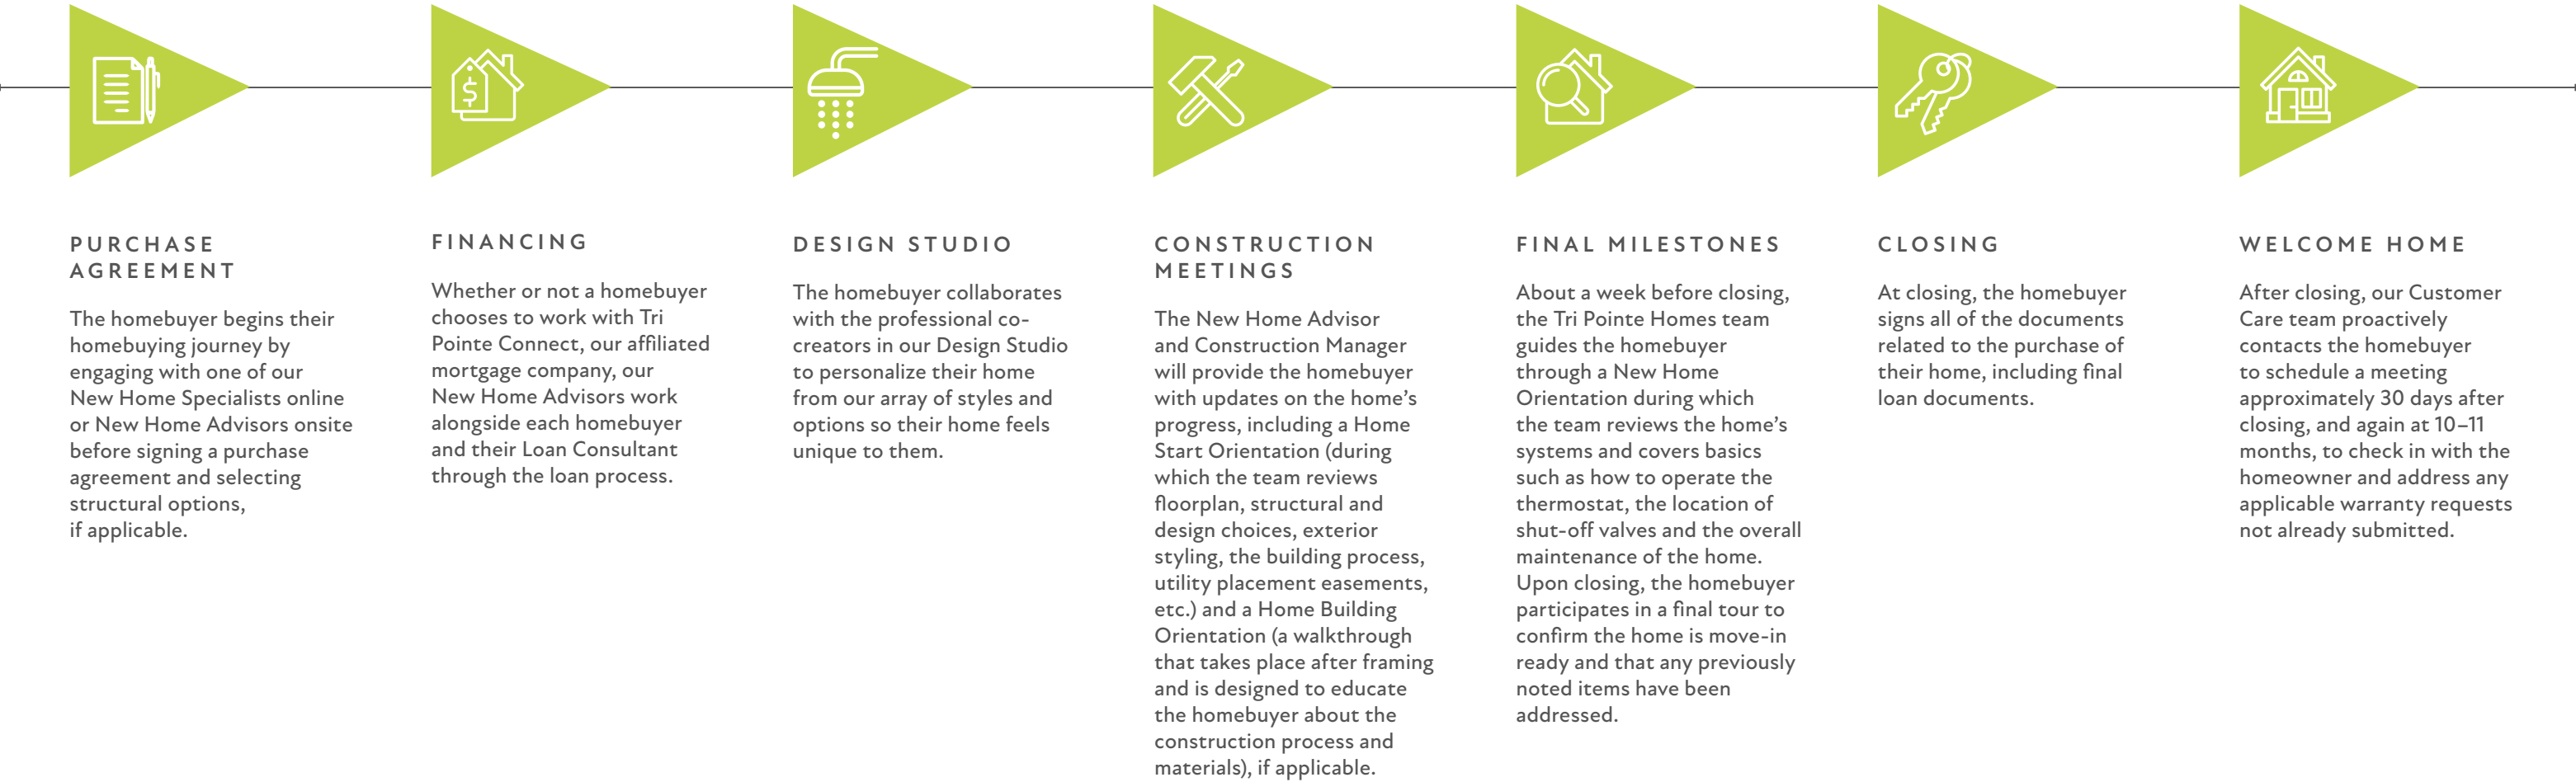 PURCHASE
AGREEMENT
The homebuyer begins their
homebuying journey by
engaging with one of our
New Home Specialists online
or New Home Advisors onsite
before signing a purchase
agreement and selecting
structural options,
if applicable.
FINANCING
Whether or not a homebuyer
chooses to work with Tri
Pointe Connect, our affiliated
mortgage company, our
New Home Advisors work
alongside each homebuyer
and their Loan Consultant
through the loan process.
DESIGN STUDIO
The homebuyer collaborates
with the professional co-
creators in our Design Studio
to personalize their home
from our array of styles and
options so their home feels
unique to them.
CONSTRUCTION
MEETINGS
The New Home Advisor
and Construction Manager
will provide the homebuyer
with updates on the home’s
progress, including a Home
Start Orientation (during
which the team reviews
floorplan, structural and
design choices, exterior
styling, the building process,
utility placement easements,
etc.) and a Home Building
Orientation (a walkthrough
that takes place after framing
and is designed to educate
the homebuyer about the
construction process and
materials), if applicable.
FINAL MILESTONES
About a week before closing,
the Tri Pointe Homes team
guides the homebuyer
through a New Home
Orientation during which
the team reviews the home’s
systems and covers basics
such as how to operate the
thermostat, the location of
shut-off valves and the overall
maintenance of the home.
Upon closing, the homebuyer
participates in a final tour to
confirm the home is move-in
ready and that any previously
noted items have been
addressed.
CLOSING
At closing, the homebuyer
signs all of the documents
related to the purchase of
their home, including final
loan documents.
WELCOME HOME
After closing, our Customer
Care team proactively
contacts the homebuyer
to schedule a meeting
approximately 30 days after
closing, and again at 10–11
months, to check in with the
homeowner and address any
applicable warranty requests
not already submitted.